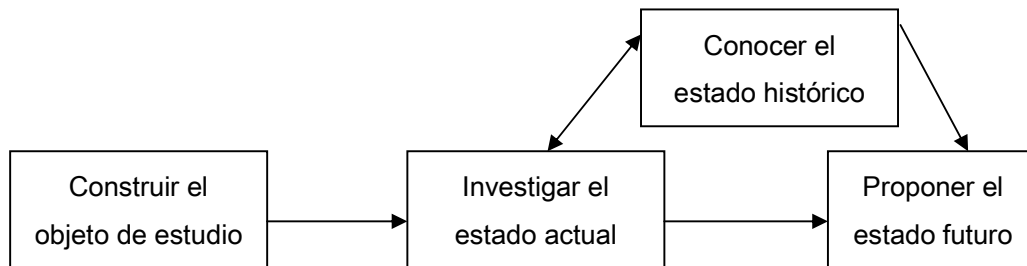 Conocer el
estado histórico
Construir el
objeto de estudio
Investigar el
estado actual
Proponer el
estado futuro